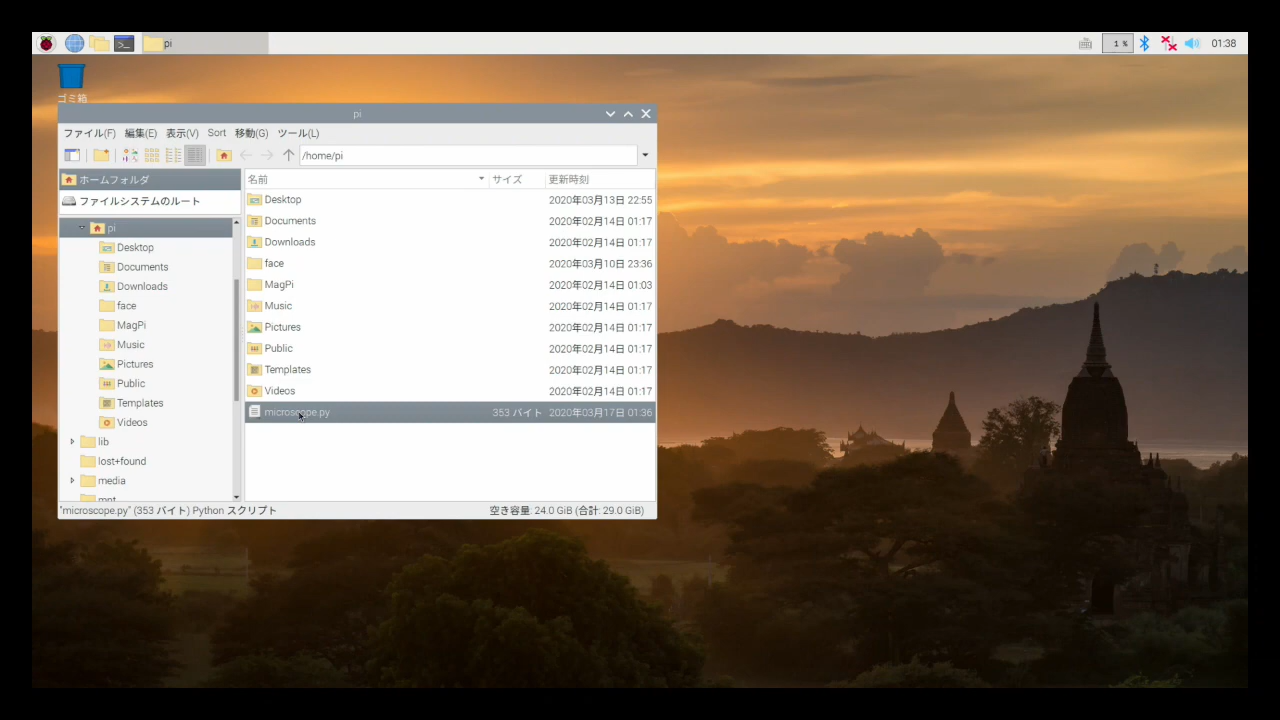 pi
1 %
01:38
ゴミ箱
pi
ファイル(F) 編集(E) 表示(V) Sort 移動(G) ツール(L)
/home/pi
ホームフォルダ
ファイルシステムのルート
pi
Desktop
Documents
Downloads
face
MagPi
Music
Pictures
Public
Templates
Videos
lib
lost+found
media
mnt
名前 サイズ 更新時刻
Desktop 2020年03月13日 22:55
Documents 2020年02月14日 01:17
Downloads 2020年02月14日 01:17
face 2020年03月10日 23:36
MagPi 2020年02月14日 01:03
Music 2020年02月14日 01:17
Pictures 2020年02月14日 01:17
Public 2020年02月14日 01:17
Templates 2020年02月14日 01:17
Videos 2020年02月14日 01:17
microscope.py 353 バイト 2020年03月17日 01:36
"microscope.py" (353 バイト) Python スクリプト 空き容量: 24.0 GiB (合計: 29.0 GiB)